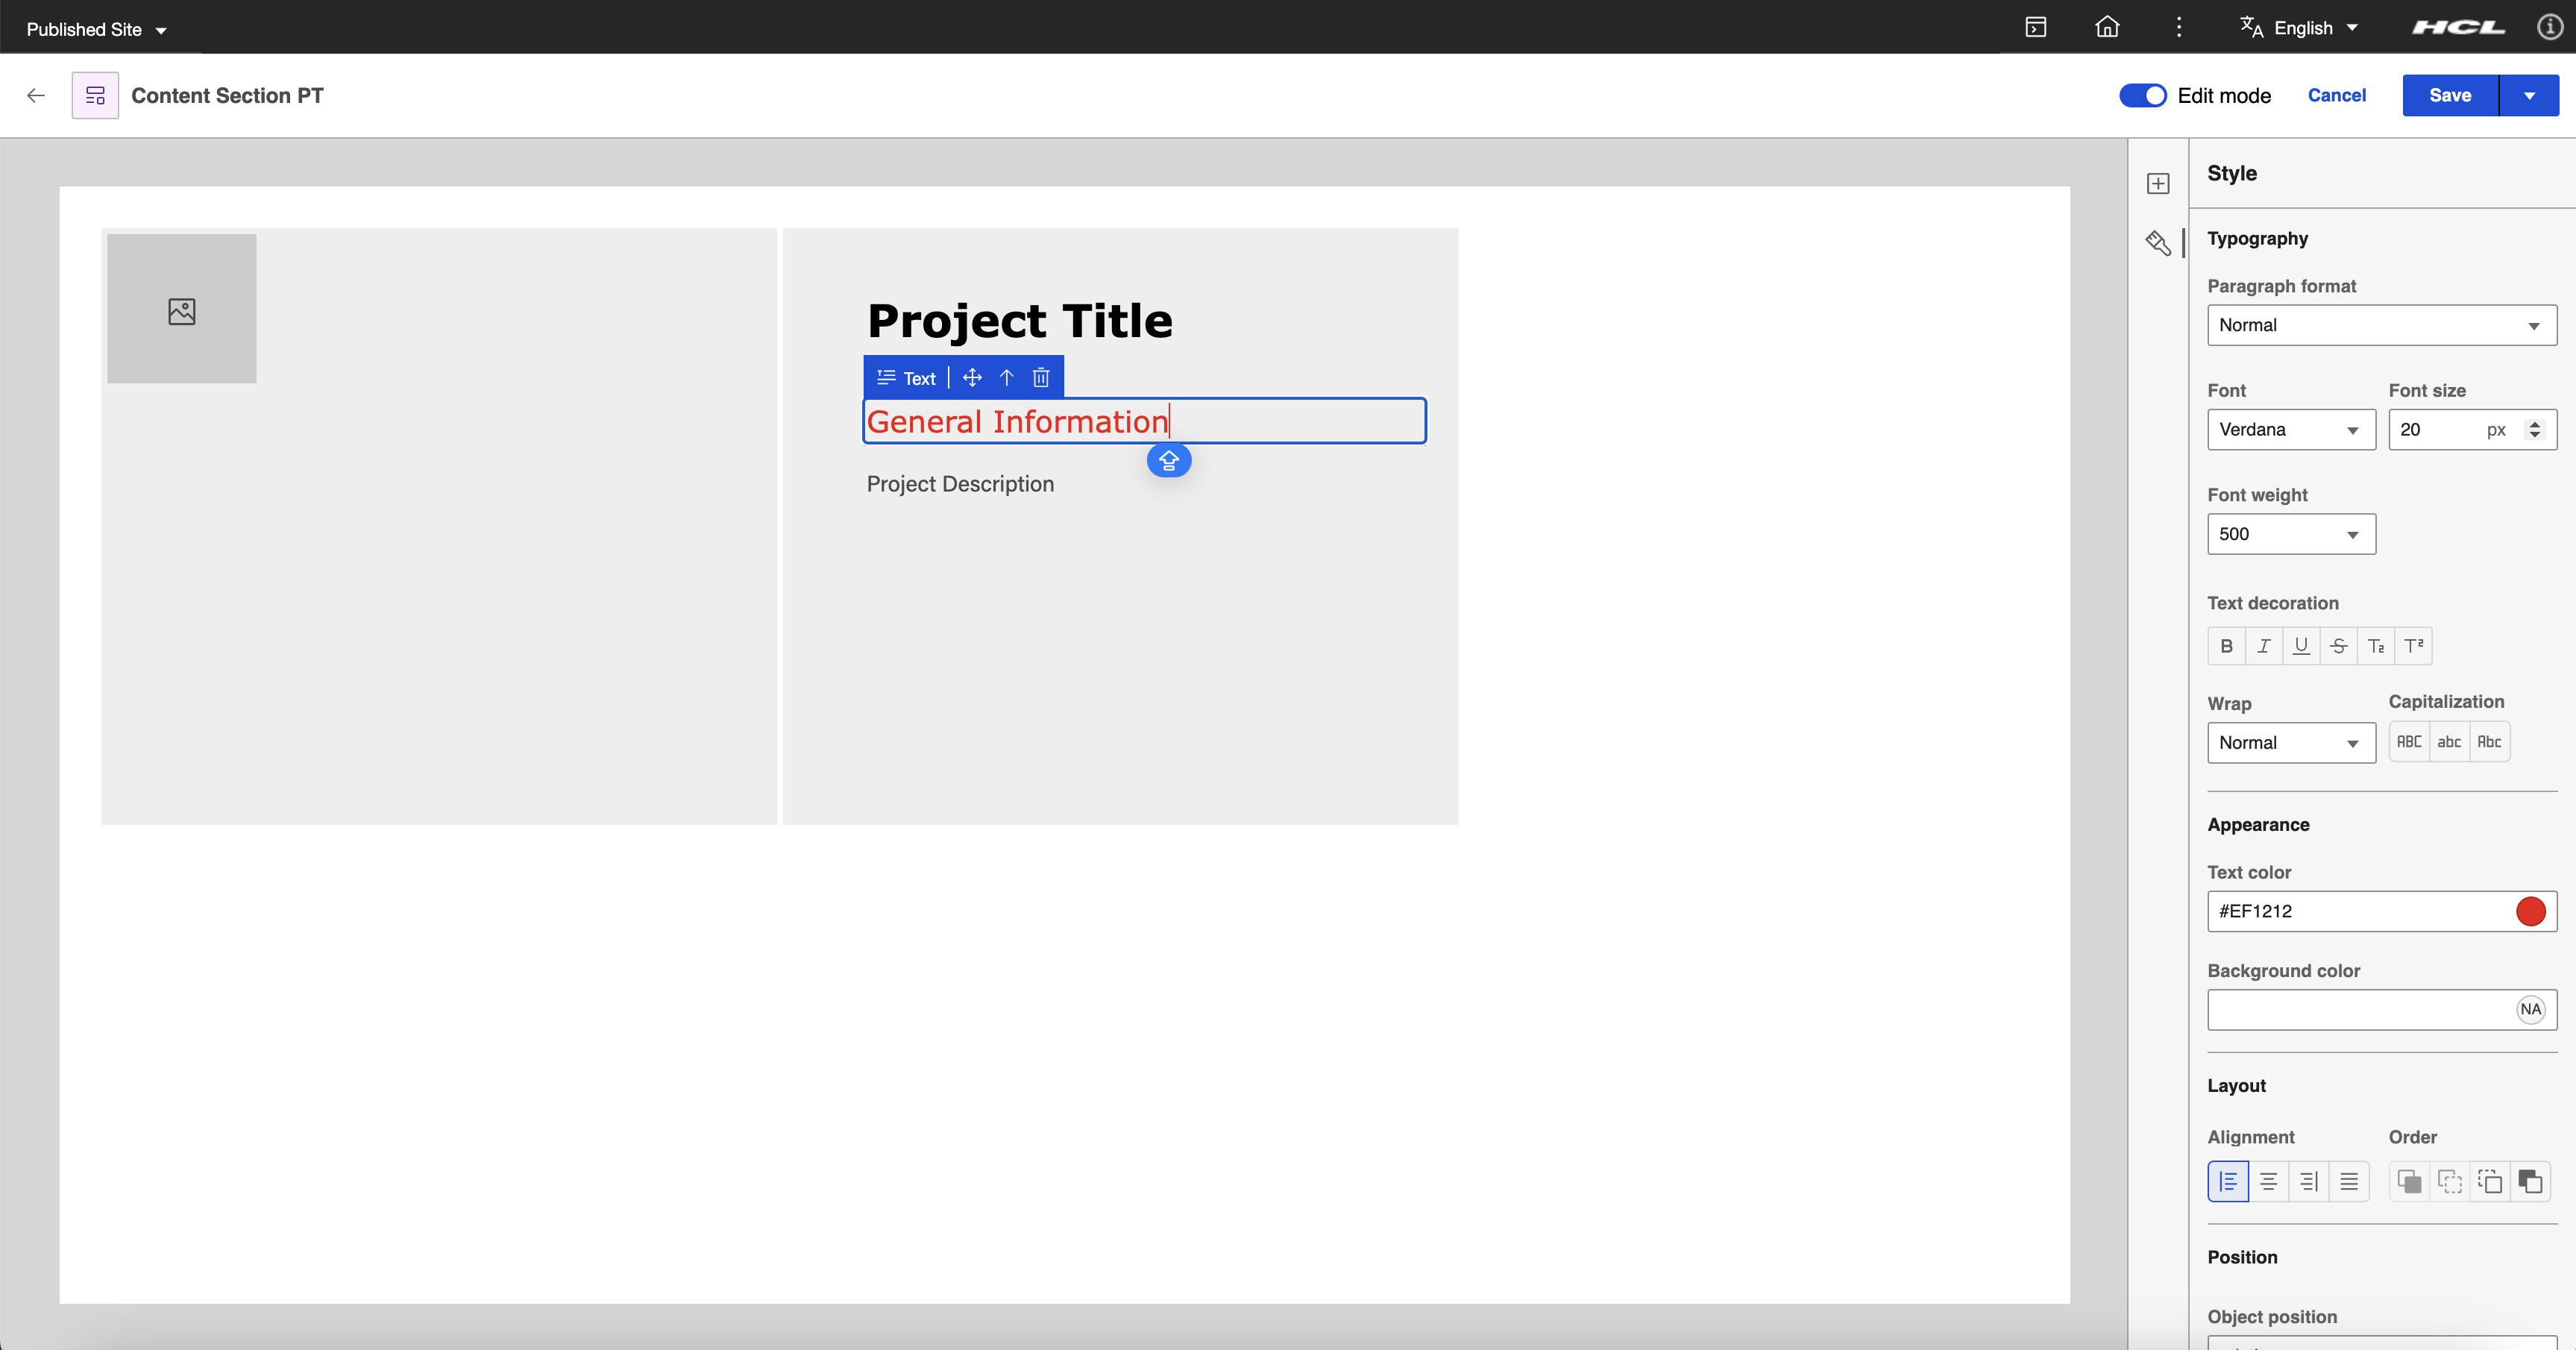 Published Site
English
HCL
Content Section PT
Edit mode
Cancel
Save
Style
Typography
Paragraph format
Normal
Font
Font size
Verdana
20 px
Font weight
500
Text decoration
B I U S T₂ T²
Wrap
Capitalization
Normal
ABC abc Abc
Appearance
Text color
#EF1212
Background color
NA
Layout
Alignment
Order
Position
Object position
Project Title
Text
General Information
Project Description